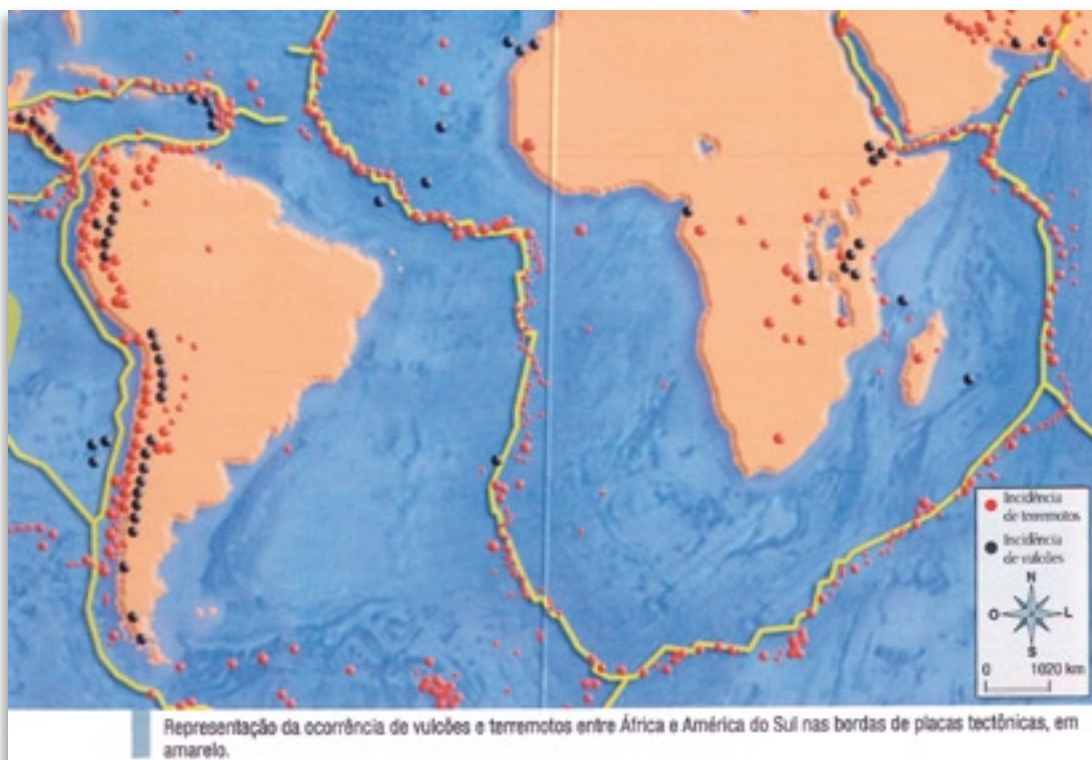 Incidência
de terremotos
Incidência
de vulcões
N
O
L
S
0 1020 km
Representação da ocorrência de vulcões e terremotos entre África e América do Sul nas bordas de placas tectônicas, em
amarelo.